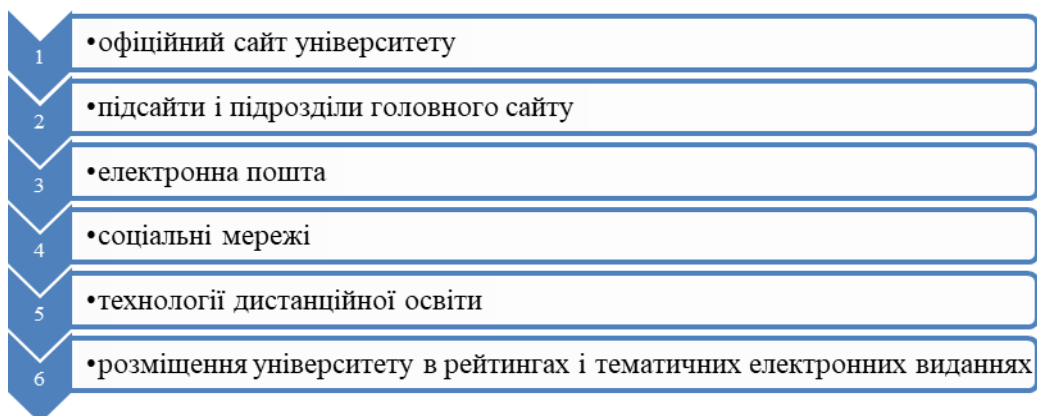 1
•офіційний сайт університету
2
•підсайти і підрозділи головного сайту
3
•електронна пошта
4
•соціальні мережі
5
•технології дистанційної освіти
6
•розміщення університету в рейтингах і тематичних електронних виданнях